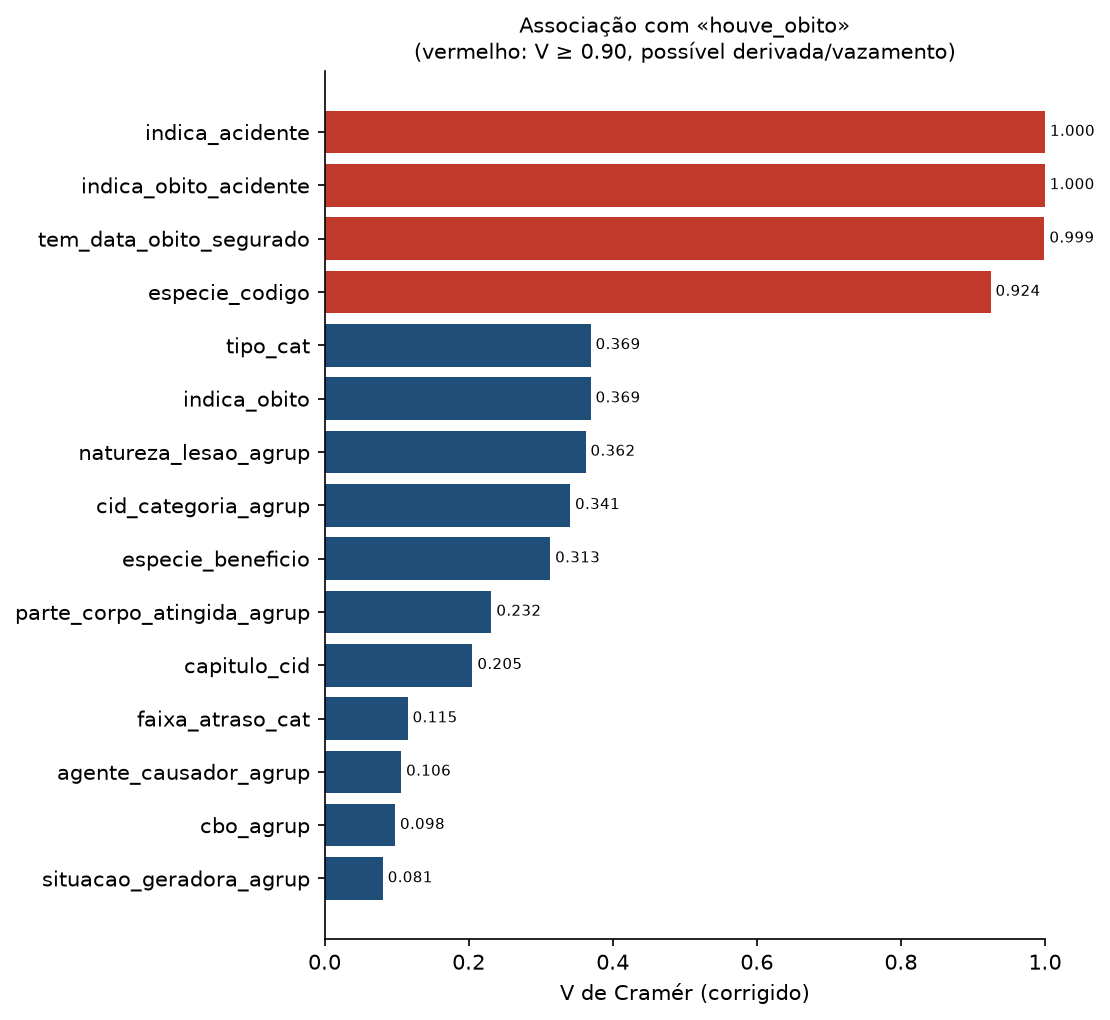 Associação com «houve_obito»
(vermelho: V ≥ 0.90, possível derivada/vazamento)
indica_acidente 1.000
indica_obito_acidente 1.000
tem_data_obito_segurado 0.999
especie_codigo 0.924
tipo_cat 0.369
indica_obito 0.369
natureza_lesao_agrup 0.362
cid_categoria_agrup 0.341
especie_beneficio 0.313
parte_corpo_atingida_agrup 0.232
capitulo_cid 0.205
faixa_atraso_cat 0.115
agente_causador_agrup 0.106
cbo_agrup 0.098
situacao_geradora_agrup 0.081
0.0 0.2 0.4 0.6 0.8 1.0
V de Cramér (corrigido)